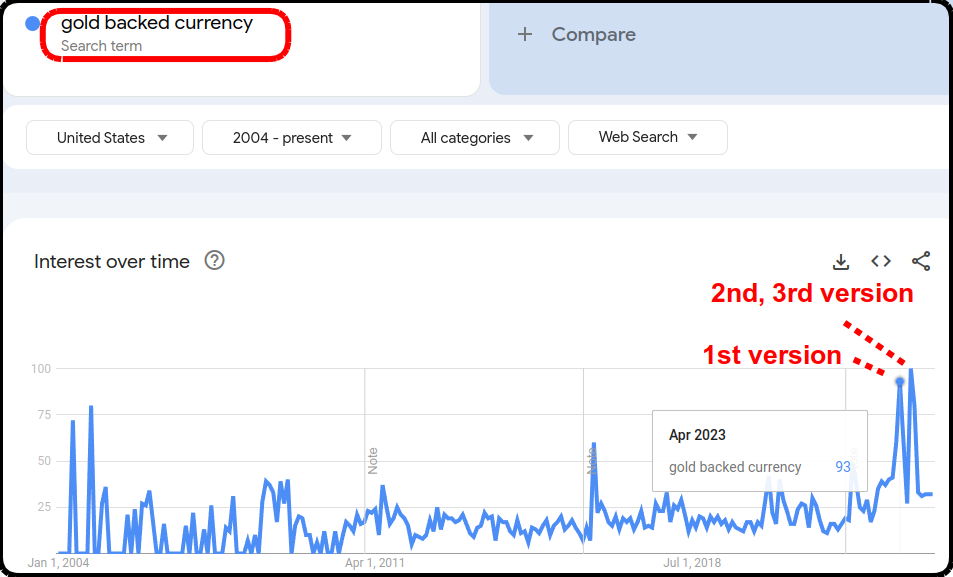 gold backed currency
Search term
+ Compare
United States
2004 - present
All categories
Web Search
Interest over time
2nd, 3rd version
1st version
100
75
50
25
Note
Note
Apr 2023
gold backed currency 93
Jan 1, 2004
Apr 1, 2011
Jul 1, 2018